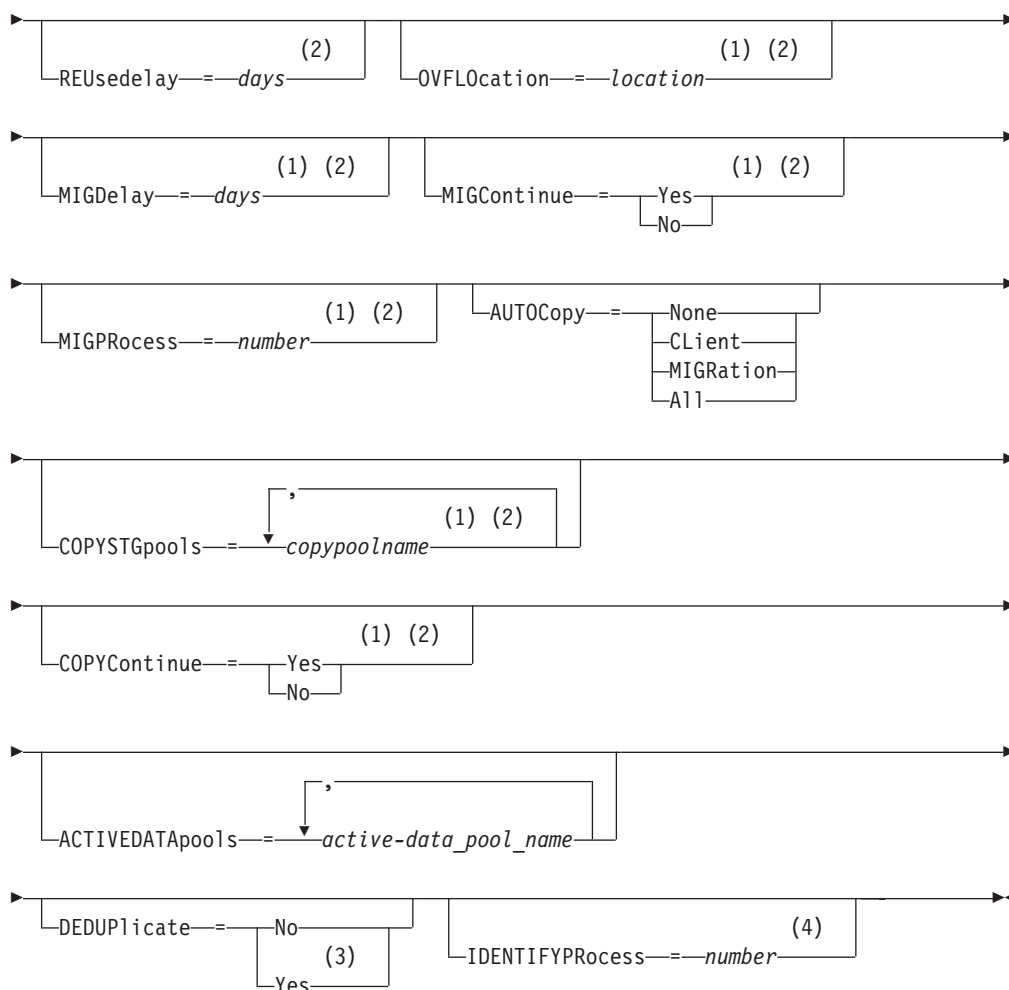 (2) (1) (2)
REUsedelay = days OVFLOcation = location
(1) (2) (1) (2)
MIGDelay = days MIGContinue = Yes
No
(1) (2) AUTOCopy = None
MIGPRocess = number CLient
MIGRation
All
,
(1) (2)
COPYSTGpools = copypoolname
(1) (2)
COPYContinue = Yes
No
,
ACTIVEDATApools = active-data_pool_name
DEDUPlicate = No (4)
(3) IDENTIFYPRocess = number
Yes